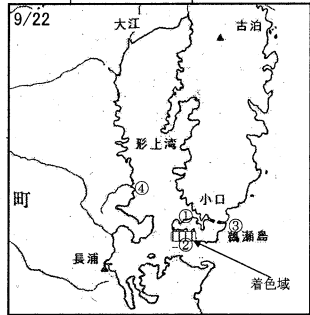 9/22
大江
古泊
形上湾
④
町
小口
①
③
鵜瀬島
②
長浦
着色域